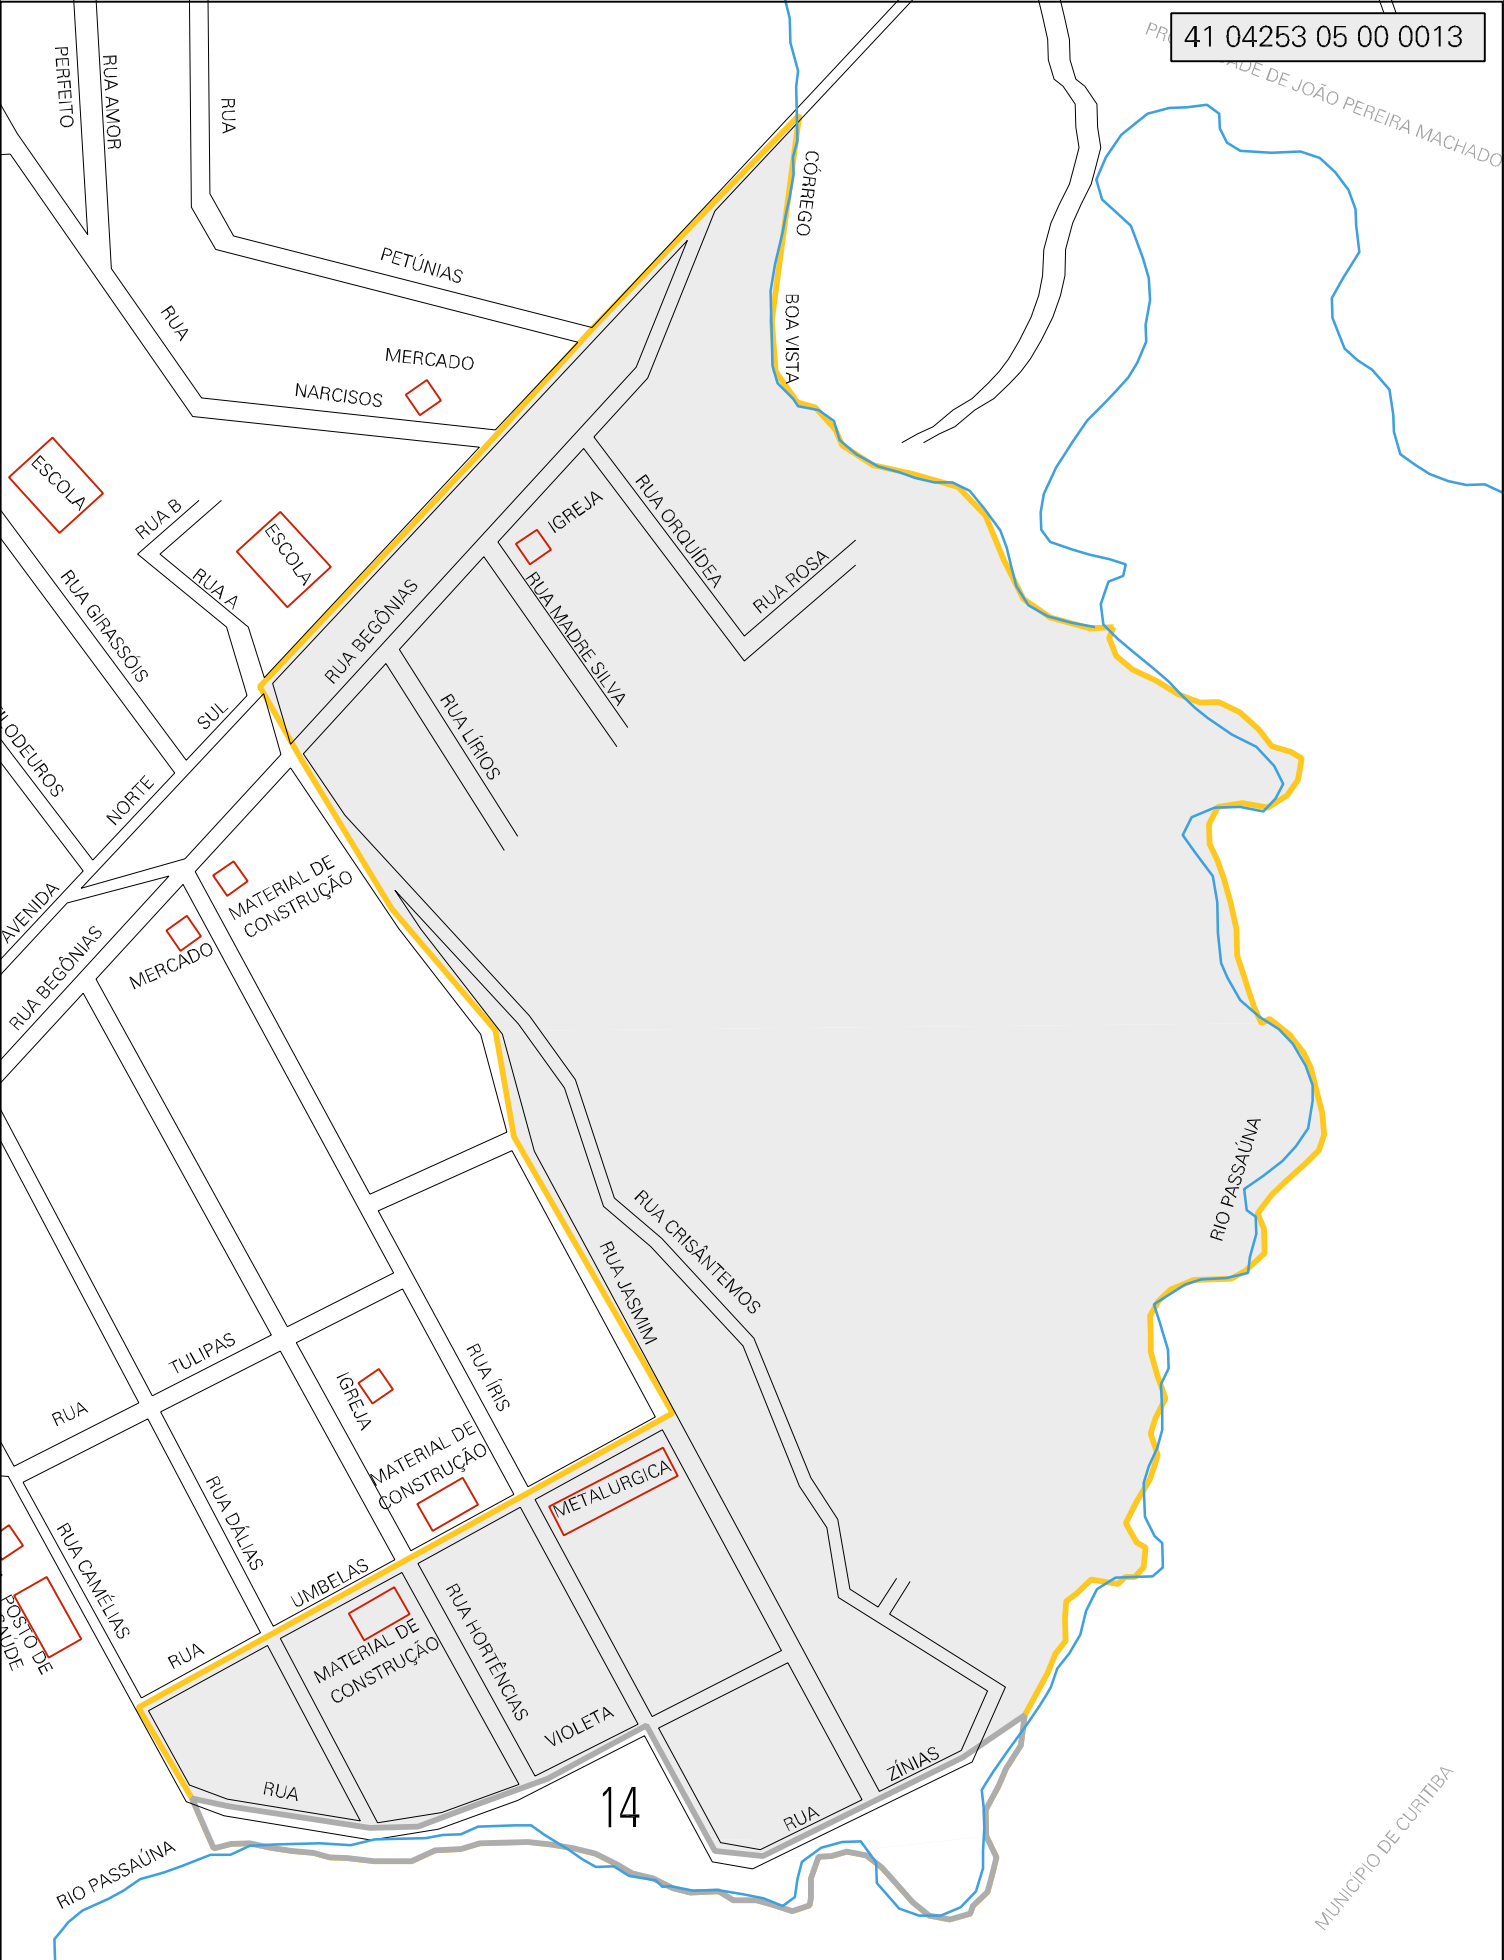 41 04253 05 00 0013
DADE DE JOÃO PEREIRA MACHADO
PERFEITO
RUA AMOR
RUA
PETÚNIAS
RUA
MERCADO
NARCISOS
CÓRREGO
BOA VISTA
ESCOLA
RUA B
ESCOLA
RUA A
RUA GIRASSÓIS
IGREJA
RUA ORQUÍDEA
RUA ROSA
RUA MADRE SILVA
RUA BEGÔNIAS
RUA LÍRIOS
SUL
NORTE
AVENIDA
LODEUROS
RUA BEGÔNIAS
MATERIAL DE
CONSTRUÇÃO
MERCADO
RIO PASSAÚNA
RUA CRISÂNTEMOS
RUA JASMIM
RUA ÍRIS
TULIPAS
RUA
IGREJA
MATERIAL DE
CONSTRUÇÃO
METALURGICA
RUA DÁLIAS
RUA CAMÉLIAS
UMBELAS
RUA
POSTO DE
SAÚDE
MATERIAL DE
CONSTRUÇÃO
RUA HORTÊNCIAS
VIOLETA
RUA
14
ZÍNIAS
RUA
RIO PASSAÚNA
MUNICÍPIO DE CURITIBA